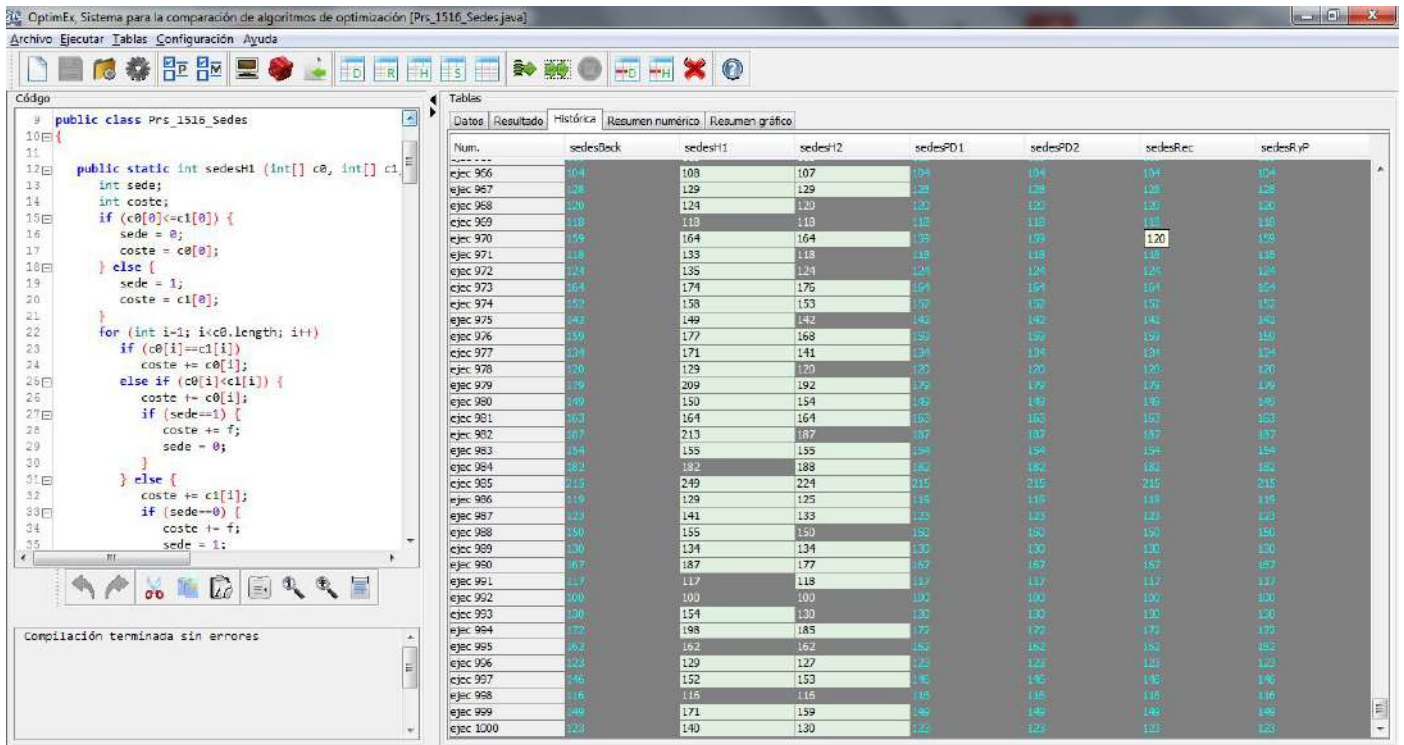 OptimEx, Sistema para la comparación de algoritmos de optimización [Prs_1516_Sedes.java]
Archivo Ejecutar Tablas Configuración Ayuda
Código
9 public class Prs_1516_Sedes
10 {
11
12 public static int sedesH1 (int[] c0, int[] c1,
13 int sede;
14 int coste;
15 if (c0[0]<=c1[0]) {
16 sede = 0;
17 coste = c0[0];
18 } else {
19 sede = 1;
20 coste = c1[0];
21 }
22 for (int i=1; i<c0.length; i++)
23 if (c0[i]==c1[i])
24 coste += c0[i];
25 else if (c0[i]<c1[i]) {
26 coste += c0[i];
27 if (sede==1) {
28 coste += f;
29 sede = 0;
30 }
31 } else {
32 coste += c1[i];
33 if (sede==0) {
34 coste += f;
35 sede = 1;
Compilación terminada sin errores
Tablas
Datos Resultado Histórica Resumen numérico Resumen gráfico
Num. sedesBack sedesH1 sedesH2 sedesPD1 sedesPD2 sedesRec sedesRyP
ejec 966 104 108 107 104 104 104 104
ejec 967 128 129 129 128 128 128 128
ejec 968 120 124 120 120 120 120 120
ejec 969 118 118 118 118 118 118 118
ejec 970 159 164 164 159 159 120 159
ejec 971 118 133 118 118 118 118 118
ejec 972 124 135 124 124 124 124 124
ejec 973 164 174 176 164 164 164 164
ejec 974 152 158 153 152 152 152 152
ejec 975 142 149 142 142 142 142 142
ejec 976 159 177 168 159 159 159 159
ejec 977 134 171 141 134 134 134 134
ejec 978 120 129 120 120 120 120 120
ejec 979 179 209 192 179 179 179 179
ejec 980 149 150 154 149 149 149 149
ejec 981 163 164 164 163 163 163 163
ejec 982 187 213 187 187 187 187 187
ejec 983 154 155 155 154 154 154 154
ejec 984 182 182 188 182 182 182 182
ejec 985 215 249 224 215 215 215 215
ejec 986 119 129 125 119 119 119 119
ejec 987 123 141 133 123 123 123 123
ejec 988 150 155 150 150 150 150 150
ejec 989 130 134 134 130 130 130 130
ejec 990 167 187 177 167 167 167 167
ejec 991 117 117 118 117 117 117 117
ejec 992 100 100 100 100 100 100 100
ejec 993 130 154 130 130 130 130 130
ejec 994 172 198 185 172 172 172 172
ejec 995 162 162 162 162 162 162 162
ejec 996 123 129 127 123 123 123 123
ejec 997 146 152 153 146 146 146 146
ejec 998 116 116 116 116 116 116 116
ejec 999 149 171 159 149 149 149 149
ejec 1000 123 140 130 123 123 123 123